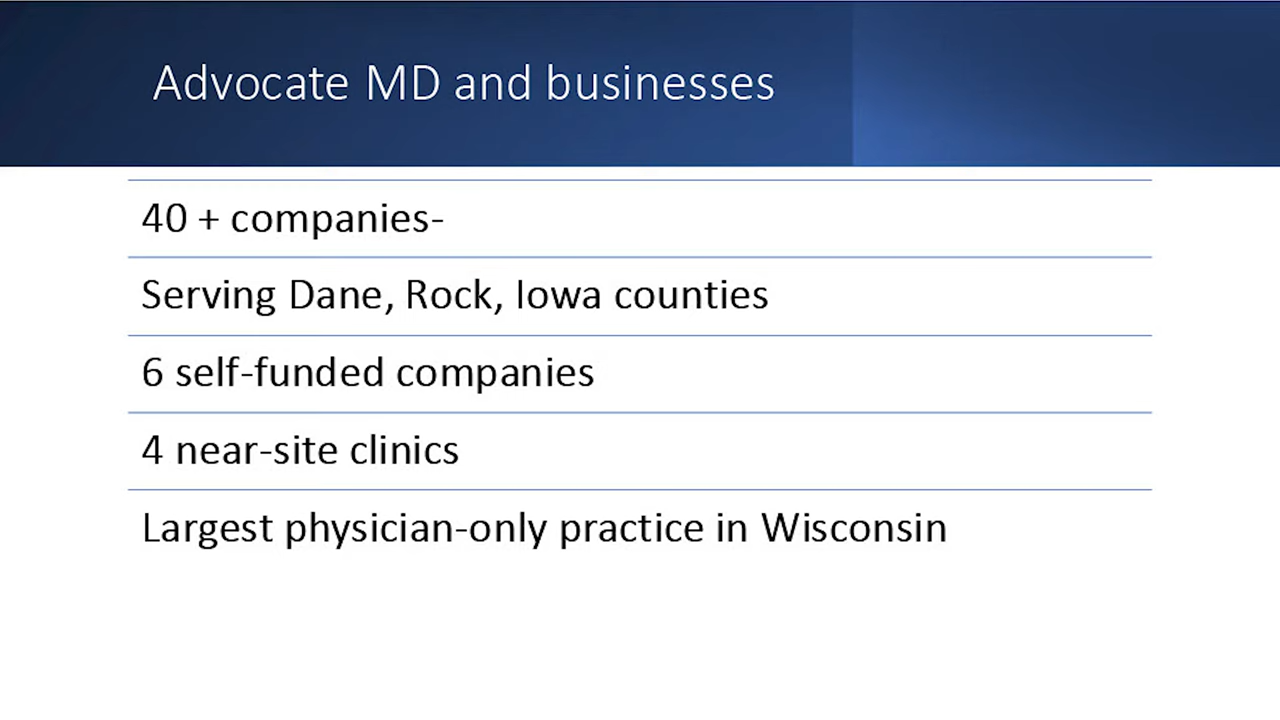 Advocate MD and businesses
40 + companies-
Serving Dane, Rock, Iowa counties
6 self-funded companies
4 near-site clinics
Largest physician-only practice in Wisconsin